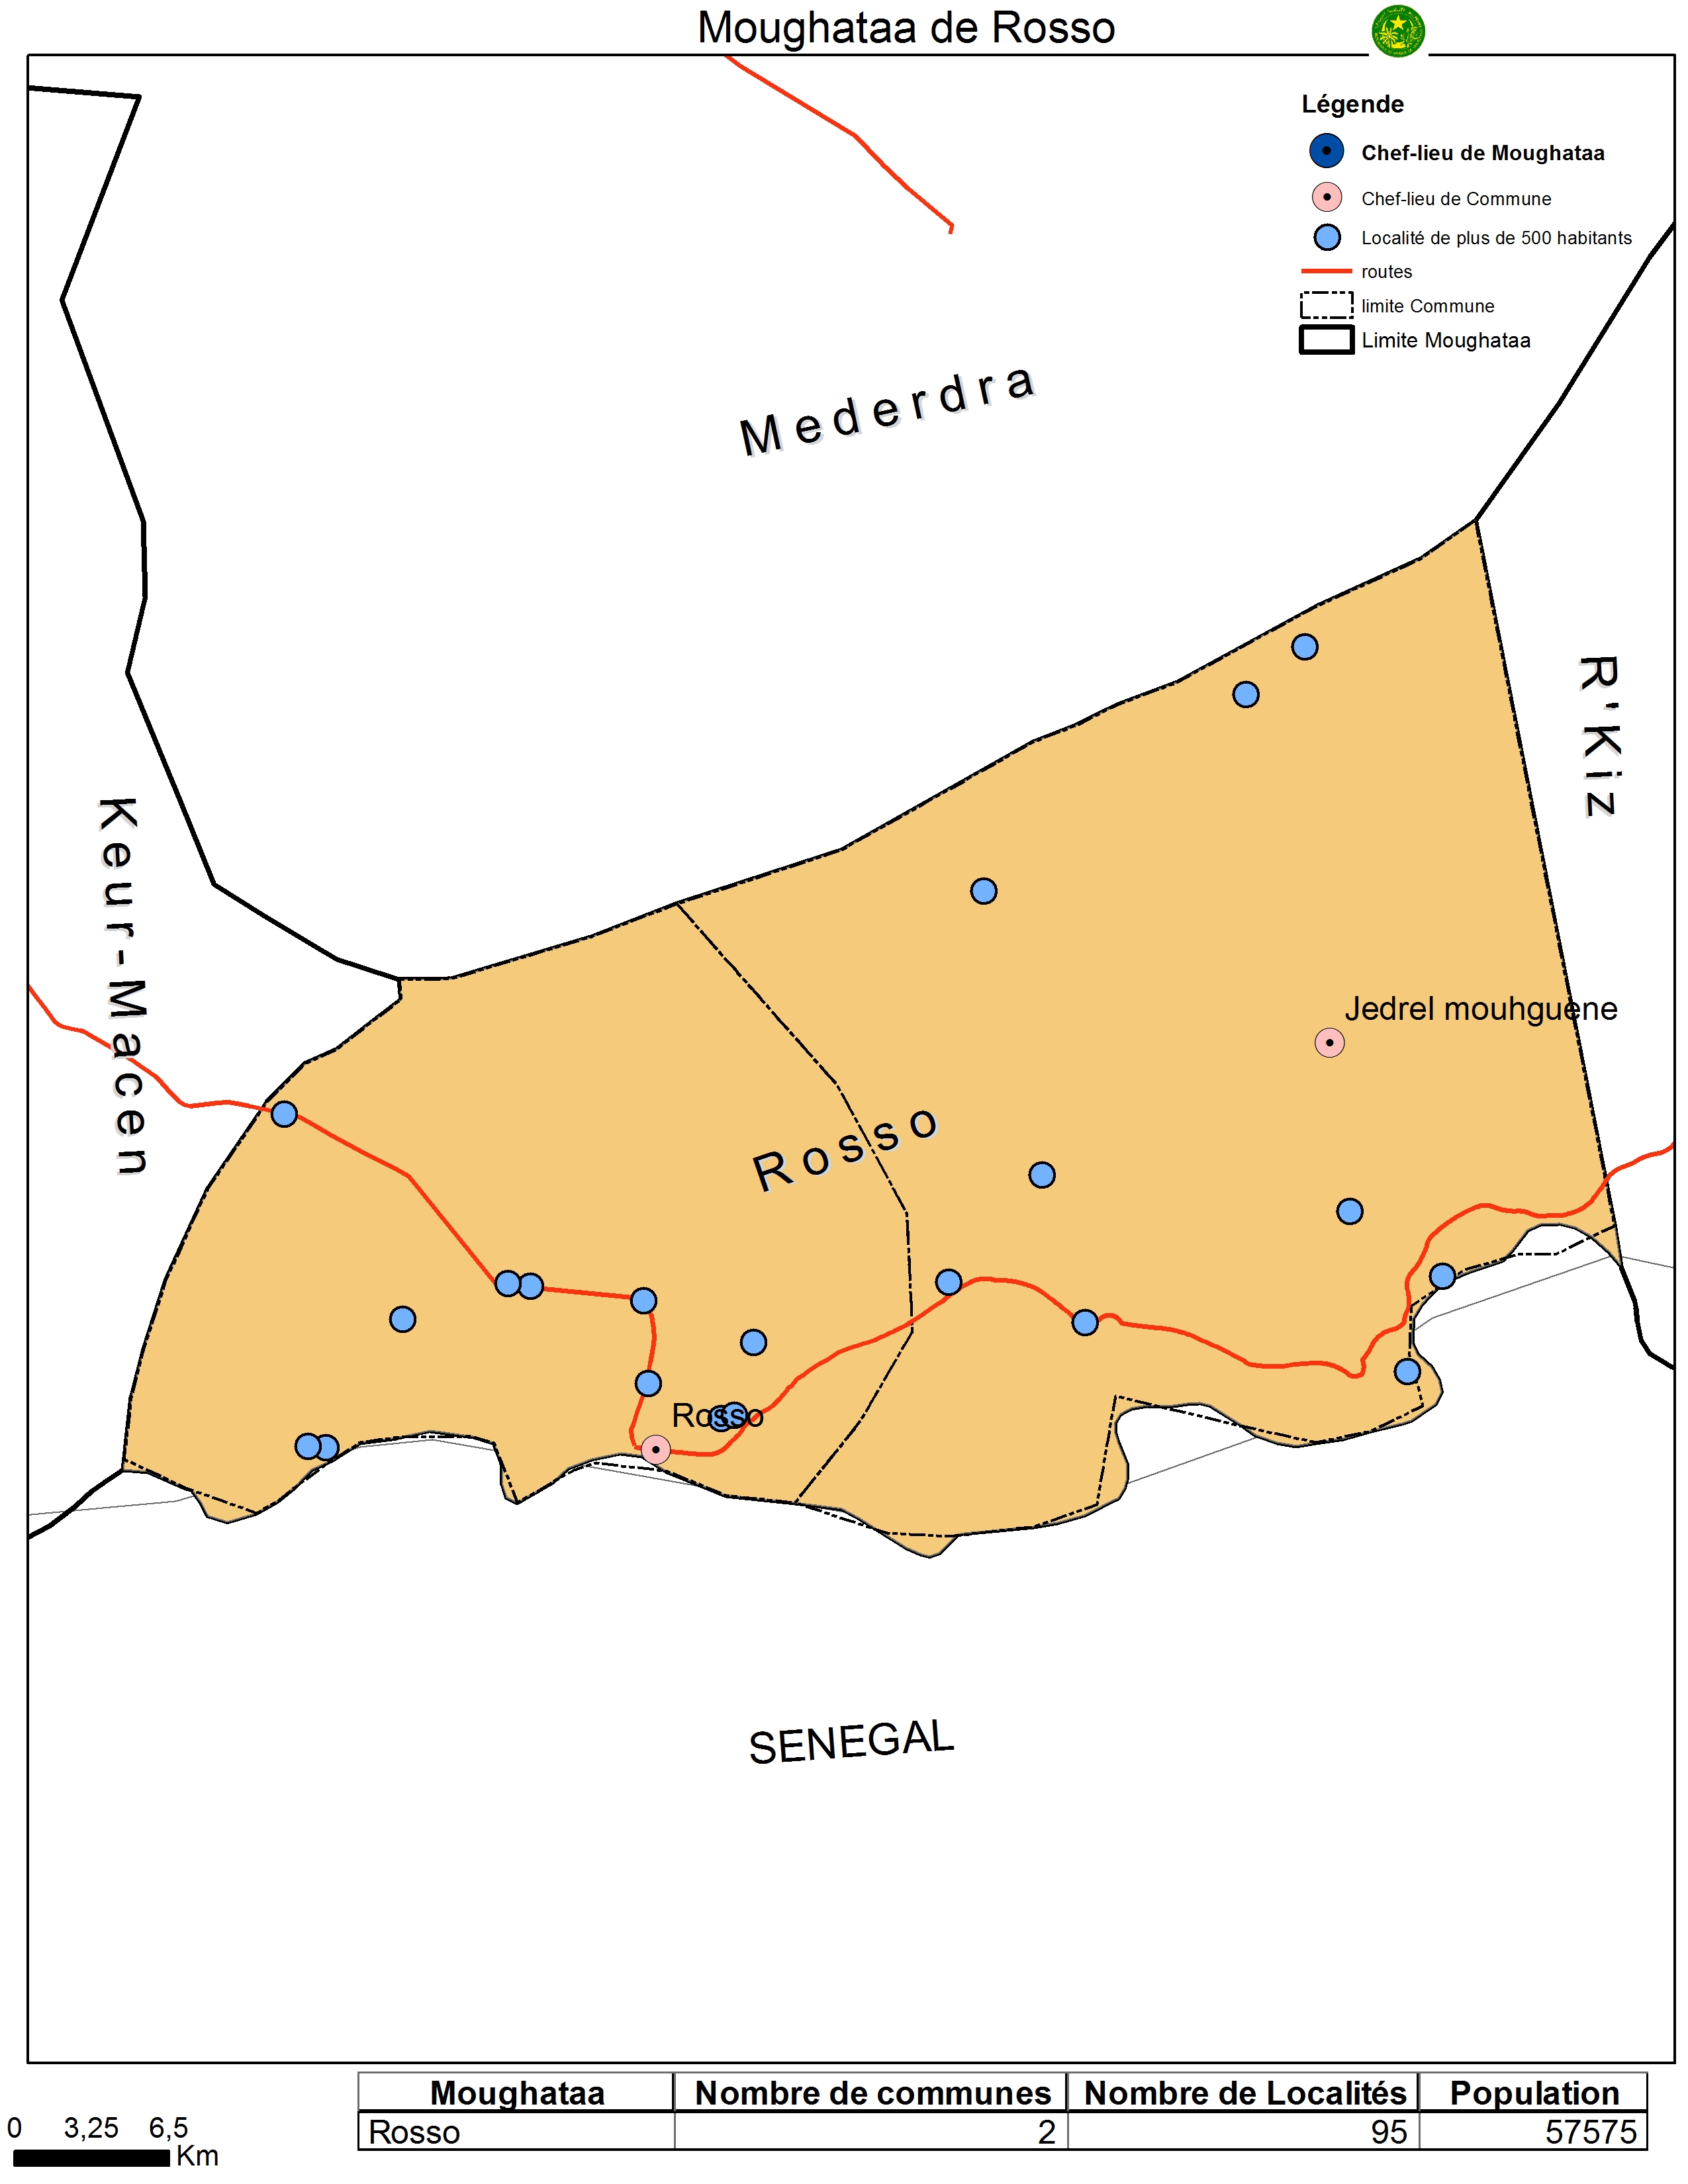 Moughataa de Rosso
Légende
Chef-lieu de Moughataa
Chef-lieu de Commune
Localité de plus de 500 habitants
routes
limite Commune
Limite Moughataa
Mederdra
R'Kiz
Keur-Macen
Jedrel mouhguene
Rosso
Rosso
SENEGAL
Moughataa Nombre de communes Nombre de Localités Population
Rosso 2 95 57575
0 3,25 6,5
Km